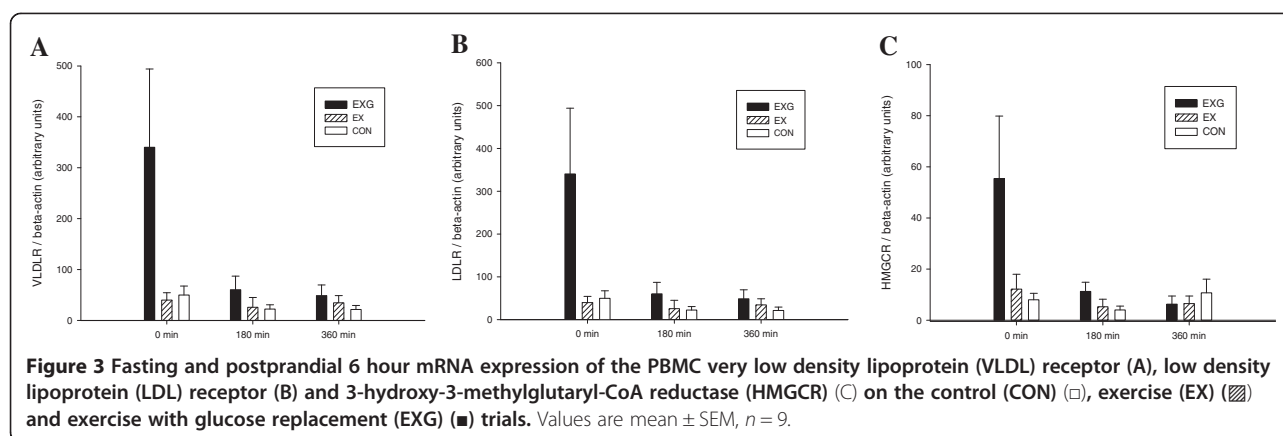 A
VLDLR / beta-actin (arbitrary units)
500
400
300
200
100
0
EXG
EX
CON
0 min
180 min
360 min
B
LDLR / beta-actin (arbitrary units)
600
500
400
300
200
100
0
EXG
EX
CON
0 min
180 min
360 min
C
HMGCR / beta-actin (arbitrary units)
100
80
60
40
20
0
EXG
EX
CON
0 min
180 min
360 min
Figure 3 Fasting and postprandial 6 hour mRNA expression of the PBMC very low density lipoprotein (VLDL) receptor (A), low density
lipoprotein (LDL) receptor (B) and 3-hydroxy-3-methylglutaryl-CoA reductase (HMGCR) (C) on the control (CON) (□), exercise (EX) (▨)
and exercise with glucose replacement (EXG) (■) trials. Values are mean ± SEM, n = 9.